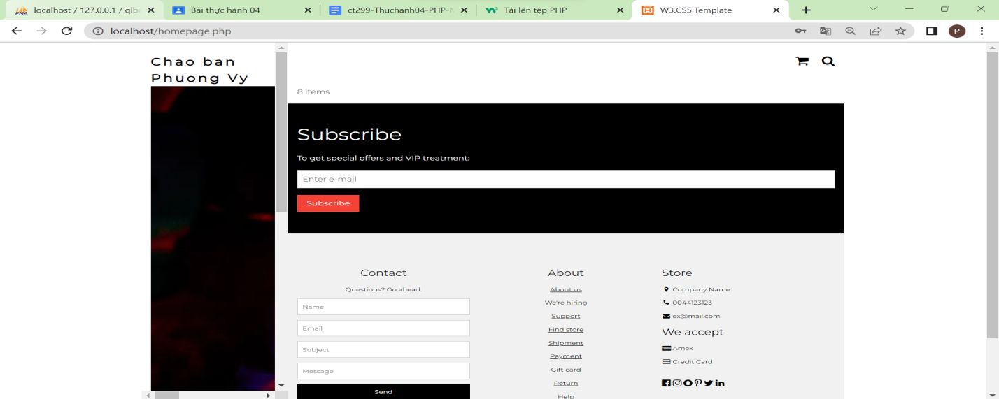 localhost / 127.0.0.1 / qlba
Bài thực hành 04
ct299-Thuchanh04-PHP-M
Tải lên tệp PHP
W3.CSS Template
localhost/homepage.php
P
Chao ban
Phuong Vy
8 items
Subscribe
To get special offers and VIP treatment:
Enter e-mail
Subscribe
Contact
Questions? Go ahead.
Name
Email
Subject
Message
Send
About
About us
We're hiring
Support
Find store
Shipment
Payment
Gift card
Return
Help
Store
Company Name
0044123123
ex@mail.com
We accept
Amex
Credit Card